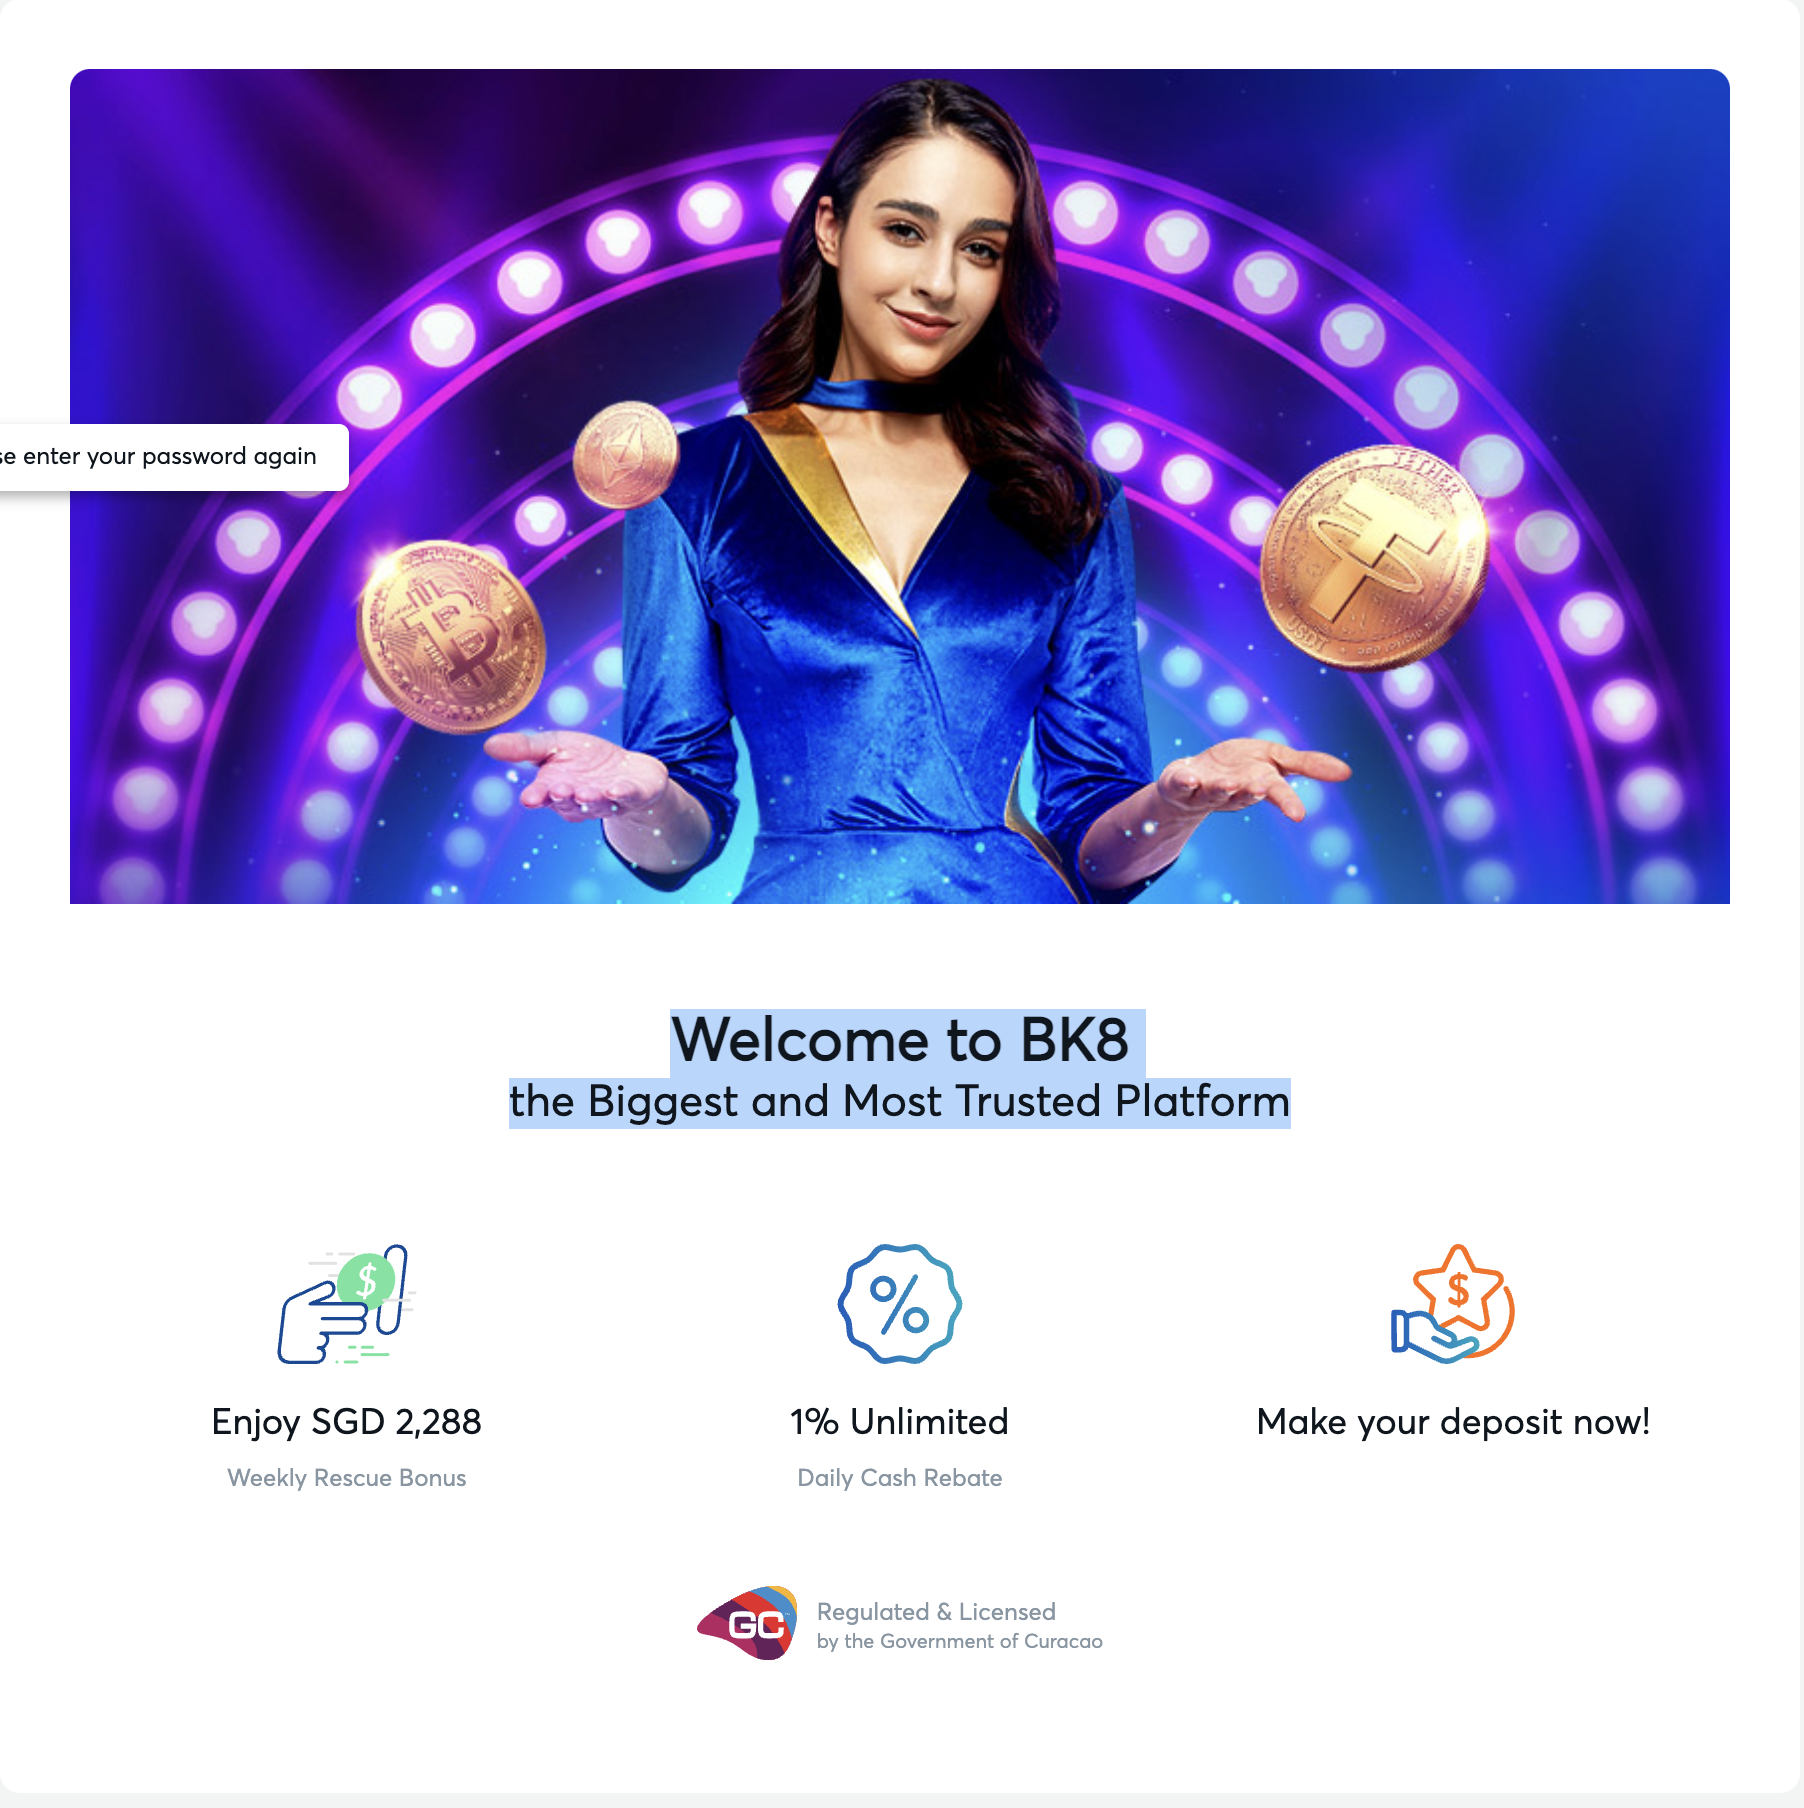 se enter your password again
TETHER
USDT
Welcome to BK8
the Biggest and Most Trusted Platform
$
%
$
Enjoy SGD 2,288
1% Unlimited
Make your deposit now!
Weekly Rescue Bonus
Daily Cash Rebate
GC
Regulated & Licensed
by the Government of Curacao